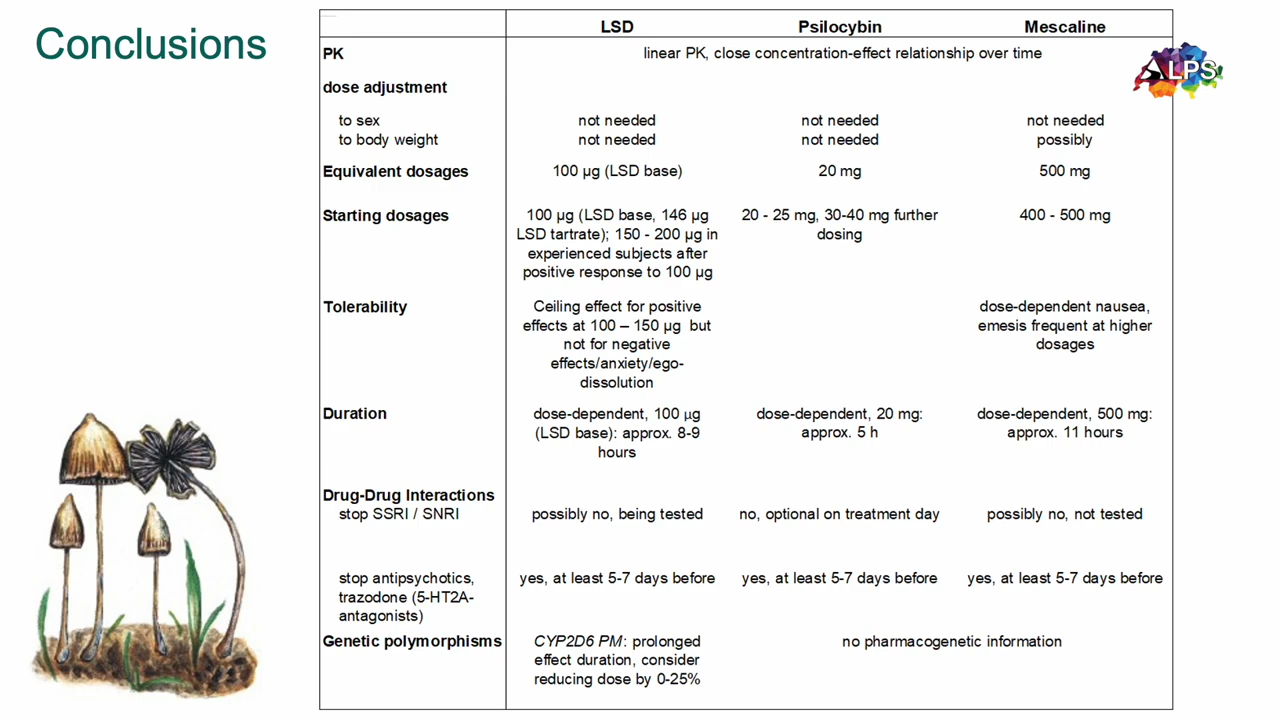 Conclusions
LSD Psilocybin Mescaline
PK linear PK, close concentration-effect relationship over time
ALPS
dose adjustment
to sex not needed not needed not needed
to body weight not needed not needed possibly
Equivalent dosages 100 µg (LSD base) 20 mg 500 mg
Starting dosages 100 µg (LSD base, 146 µg 20 - 25 mg, 30-40 mg further 400 - 500 mg
LSD tartrate); 150 - 200 µg in dosing
experienced subjects after
positive response to 100 µg
Tolerability Ceiling effect for positive dose-dependent nausea,
effects at 100 – 150 µg but emesis frequent at higher
not for negative dosages
effects/anxiety/ego-
dissolution
Duration dose-dependent, 100 µg dose-dependent, 20 mg: dose-dependent, 500 mg:
(LSD base): approx. 8-9 approx. 5 h approx. 11 hours
hours
Drug-Drug Interactions
stop SSRI / SNRI possibly no, being tested no, optional on treatment day possibly no, not tested
stop antipsychotics, yes, at least 5-7 days before yes, at least 5-7 days before yes, at least 5-7 days before
trazodone (5-HT2A-
antagonists)
Genetic polymorphisms CYP2D6 PM: prolonged no pharmacogenetic information
effect duration, consider
reducing dose by 0-25%